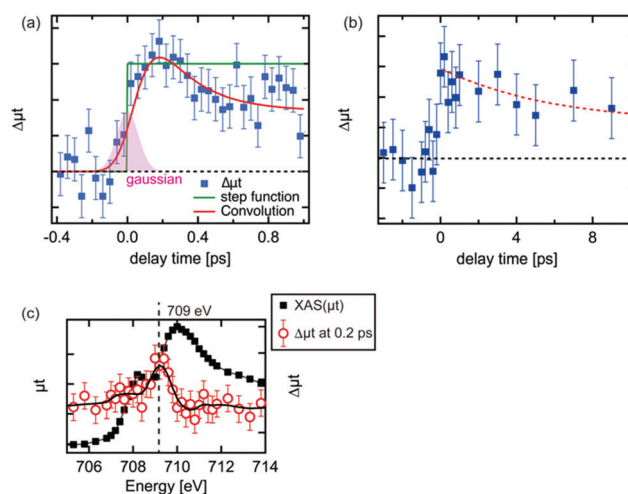 (a)
Δμt
gaussian
Δμt
step function
Convolution
-0.4
0.0
0.4
0.8
delay time [ps]
(b)
Δμt
0
4
8
delay time [ps]
(c)
709 eV
μt
Δμt
706
708
710
712
714
Energy [eV]
XAS(μt)
Δμt at 0.2 ps